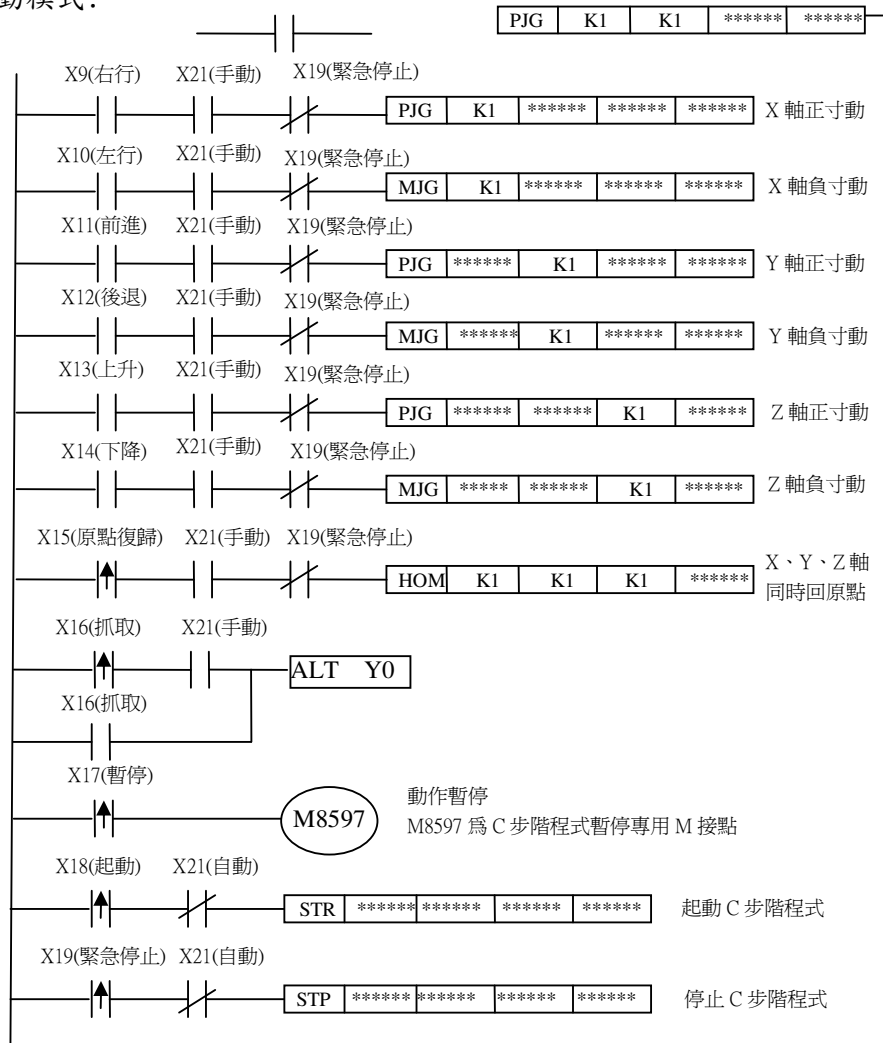 動模式：
PJG K1 K1 ****** ******
X9(右行) X21(手動) X19(緊急停止)
PJG K1 ****** ****** ****** X 軸正寸動
X10(左行) X21(手動) X19(緊急停止)
MJG K1 ****** ****** ****** X 軸負寸動
X11(前進) X21(手動) X19(緊急停止)
PJG ****** K1 ****** ****** Y 軸正寸動
X12(後退) X21(手動) X19(緊急停止)
MJG ****** K1 ****** ****** Y 軸負寸動
X13(上升) X21(手動) X19(緊急停止)
PJG ****** ****** K1 ****** Z 軸正寸動
X14(下降) X21(手動) X19(緊急停止)
MJG ***** ****** K1 ****** Z 軸負寸動
X15(原點復歸) X21(手動) X19(緊急停止)
HOM K1 K1 K1 ****** X、Y、Z 軸
同時回原點
X16(抓取) X21(手動)
ALT Y0
X16(抓取)
X17(暫停)
M8597 動作暫停
M8597 爲 C 步階程式暫停專用 M 接點
X18(起動) X21(自動)
STR ****** ****** ****** ****** 起動 C 步階程式
X19(緊急停止) X21(自動)
STP ****** ****** ****** ****** 停止 C 步階程式